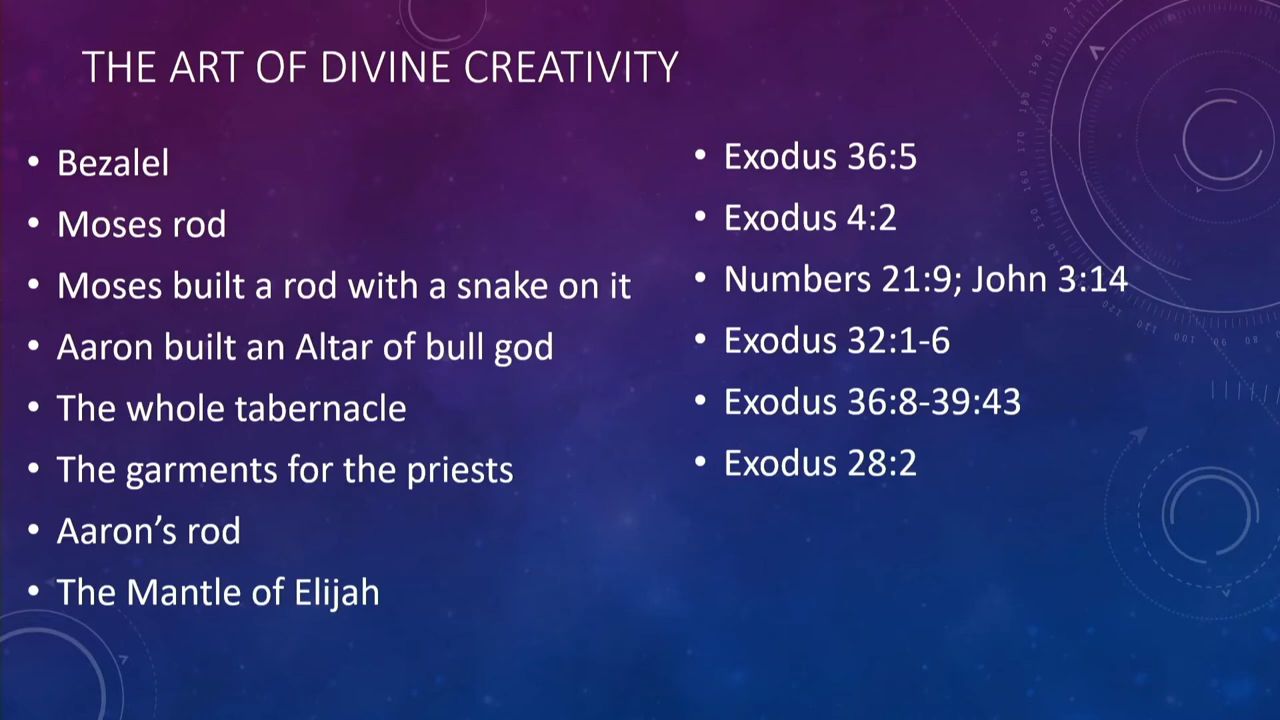 THE ART OF DIVINE CREATIVITY
• Bezalel
• Moses rod
• Moses built a rod with a snake on it
• Aaron built an Altar of bull god
• The whole tabernacle
• The garments for the priests
• Aaron’s rod
• The Mantle of Elijah
• Exodus 36:5
• Exodus 4:2
• Numbers 21:9; John 3:14
• Exodus 32:1-6
• Exodus 36:8-39:43
• Exodus 28:2